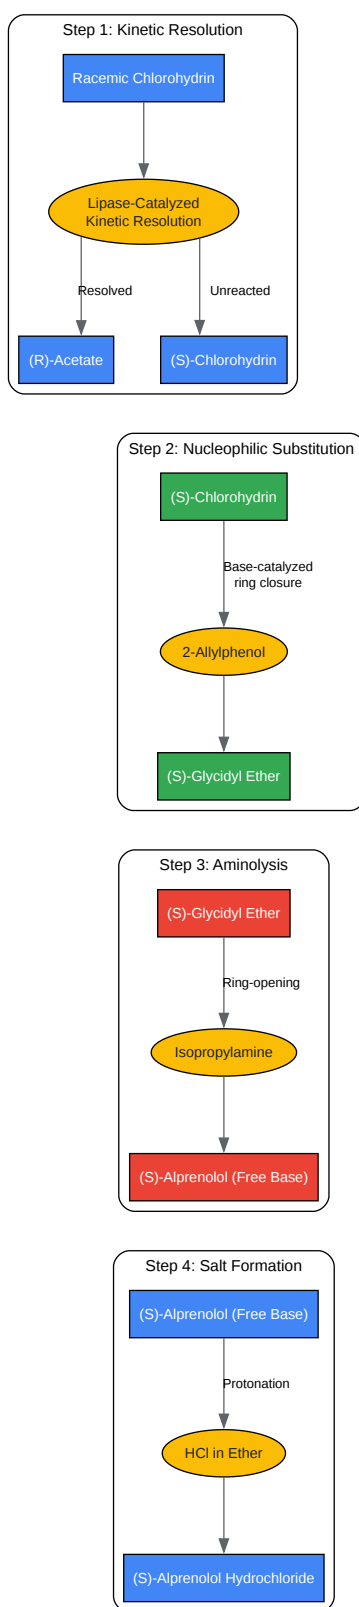 Step 1: Kinetic Resolution
Racemic Chlorohydrin
Lipase-Catalyzed
Kinetic Resolution
Resolved
Unreacted
(R)-Acetate
(S)-Chlorohydrin
Step 2: Nucleophilic Substitution
(S)-Chlorohydrin
Base-catalyzed
ring closure
2-Allylphenol
(S)-Glycidyl Ether
Step 3: Aminolysis
(S)-Glycidyl Ether
Ring-opening
Isopropylamine
(S)-Alprenolol (Free Base)
Step 4: Salt Formation
(S)-Alprenolol (Free Base)
Protonation
HCl in Ether
(S)-Alprenolol Hydrochloride